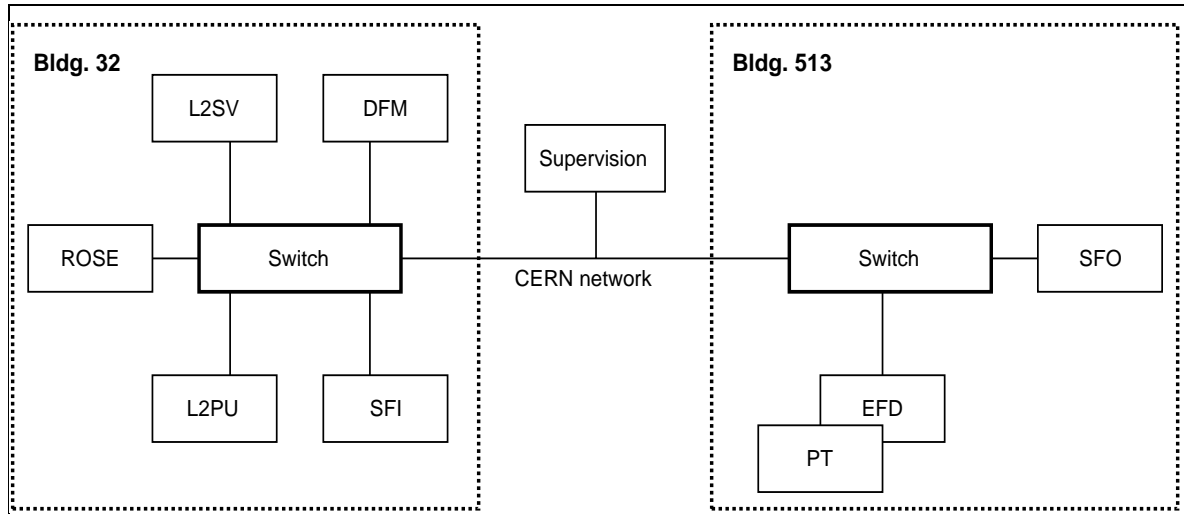 Bldg. 32
Bldg. 513
L2SV
DFM
Supervision
ROSE
Switch
Switch
SFO
CERN network
L2PU
SFI
EFD
PT